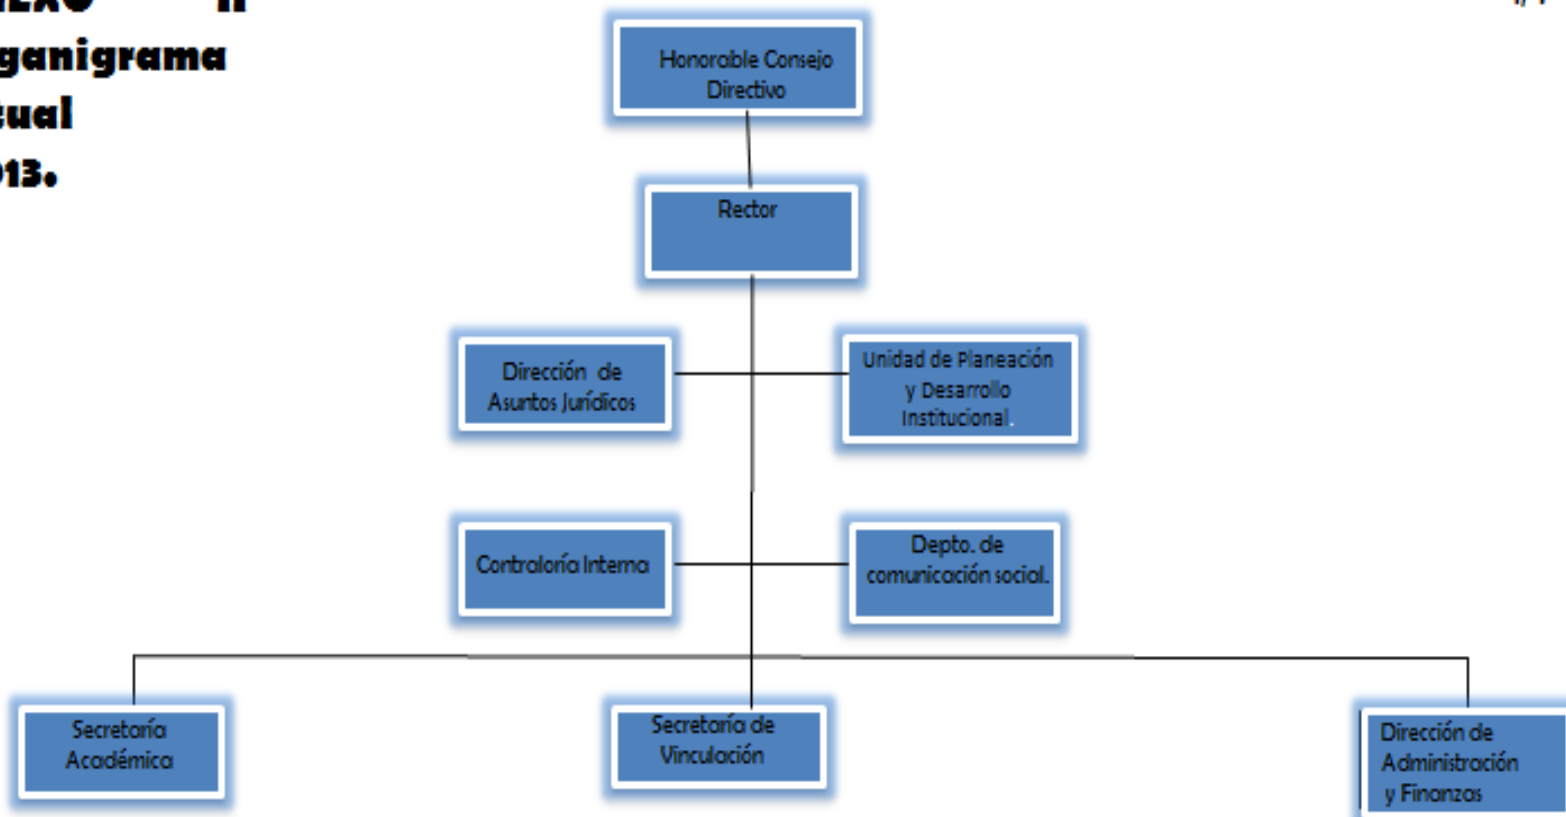 ganigrama
13.
Honorable Consejo
Directivo
Rector
Dirección de
Asuntos Jurídicos
Unidad de Planeación
y Desarrollo
Institucional.
Contraloría Interna
Depto. de
comunicación social.
Secretaría
Académica
Secretaría de
Vinculación
Dirección de
Administración
y Finanzas